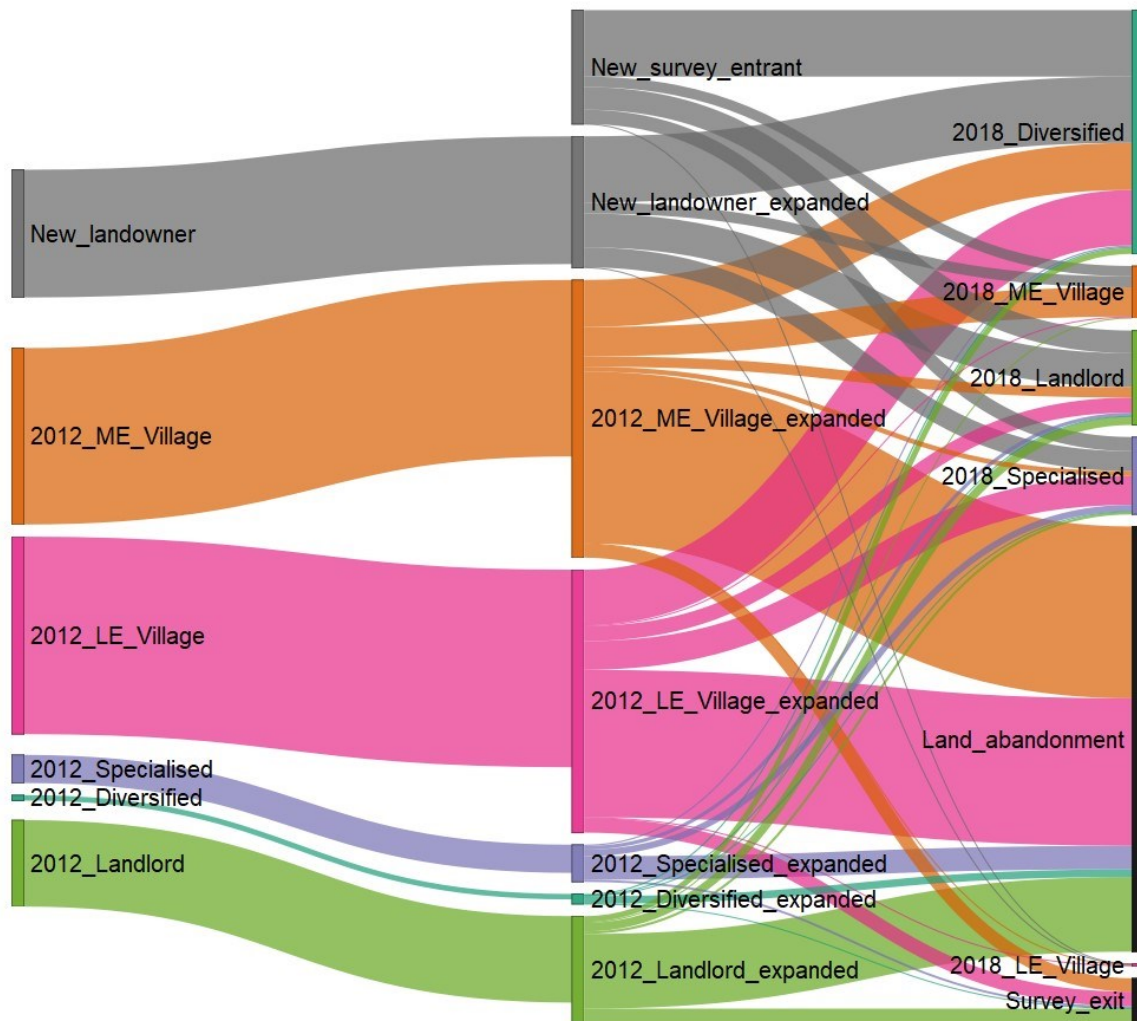 New_survey_entrant
2018_Diversified
New_landowner_expanded
New_landowner
2018_ME_Village
2018_Landlord
2012_ME_Village_expanded
2012_ME_Village
2018_Specialised
2012_LE_Village
2012_LE_Village_expanded
Land_abandonment
2012_Specialised
2012_Diversified
2012_Landlord
2012_Specialised_expanded
2012_Diversified_expanded
2012_Landlord_expanded
2018_LE_Village
Survey_exit